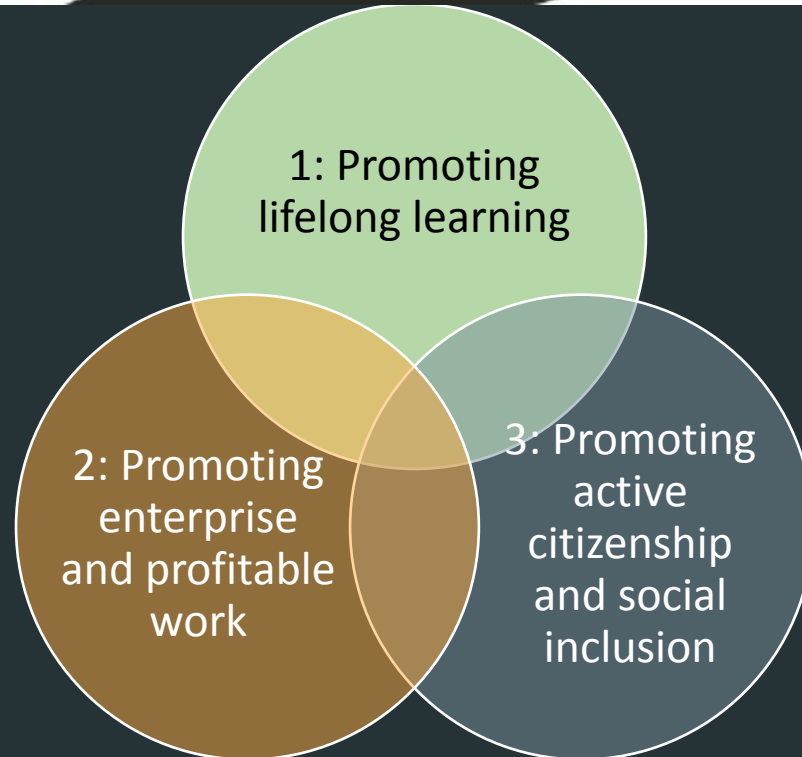 1: Promoting
lifelong learning
2: Promoting
enterprise
and profitable
work
3: Promoting
active
citizenship
and social
inclusion